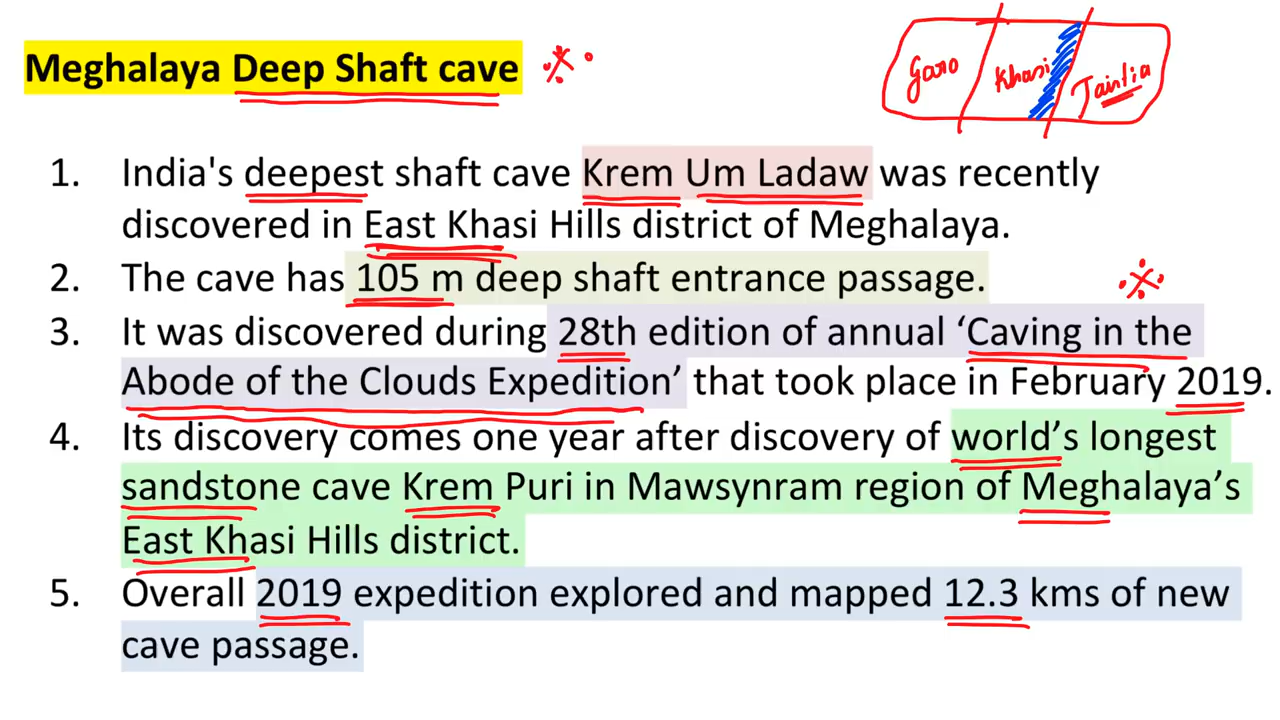 Meghalaya Deep Shaft cave
Garo Khasi Jaintia
1. India's deepest shaft cave Krem Um Ladaw was recently
discovered in East Khasi Hills district of Meghalaya.
2. The cave has 105 m deep shaft entrance passage.
3. It was discovered during 28th edition of annual ‘Caving in the
Abode of the Clouds Expedition’ that took place in February 2019.
4. Its discovery comes one year after discovery of world’s longest
sandstone cave Krem Puri in Mawsynram region of Meghalaya’s
East Khasi Hills district.
5. Overall 2019 expedition explored and mapped 12.3 kms of new
cave passage.